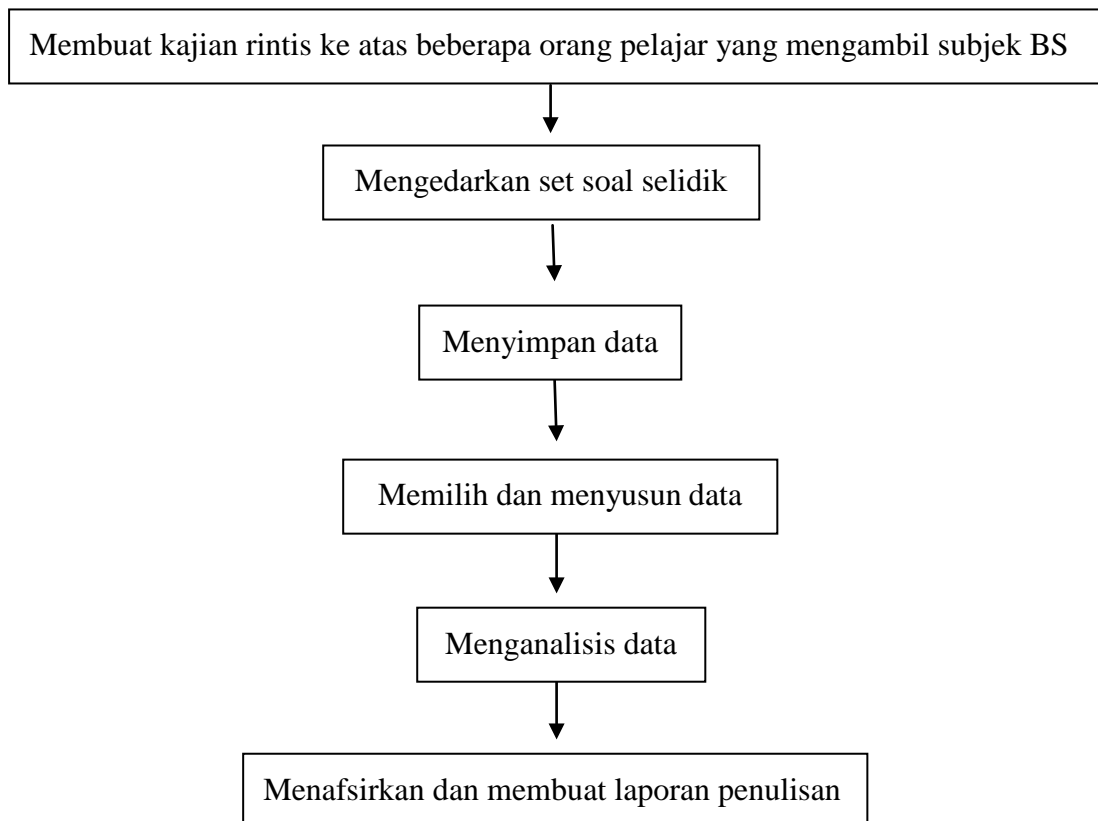 Membuat kajian rintis ke atas beberapa orang pelajar yang mengambil subjek BS
Mengedarkan set soal selidik
Menyimpan data
Memilih dan menyusun data
Menganalisis data
Menafsirkan dan membuat laporan penulisan